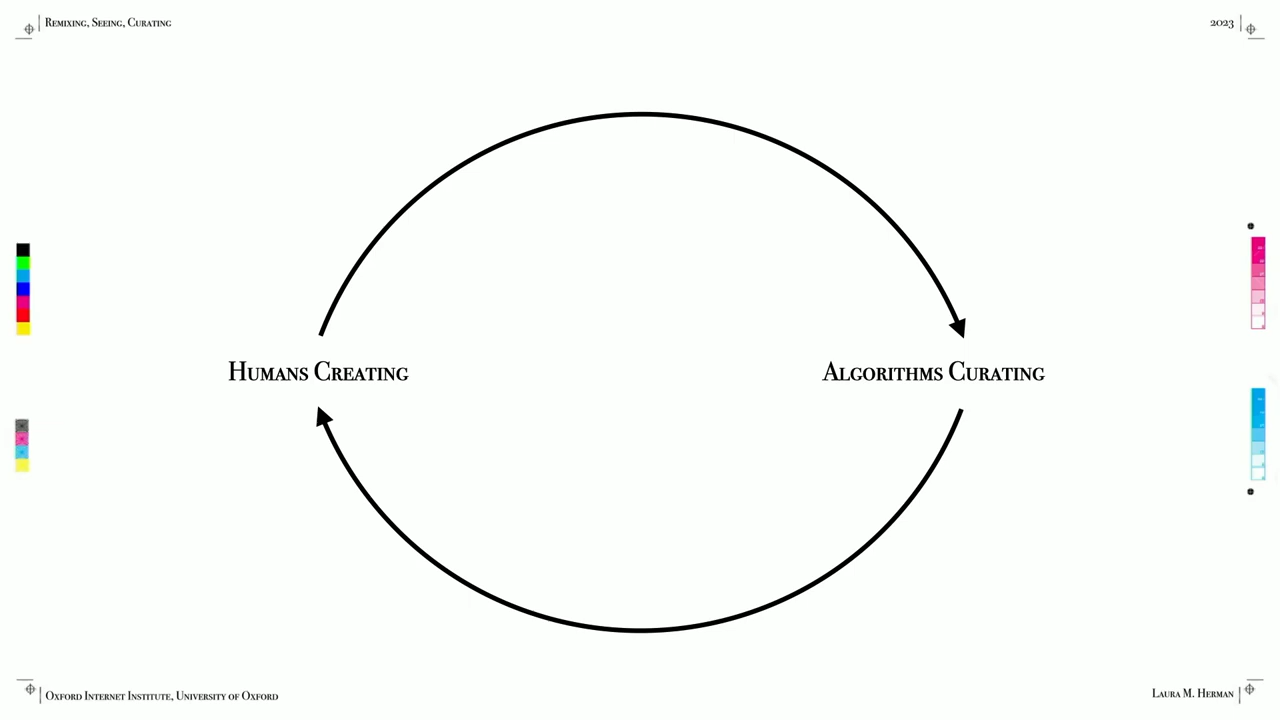 Remixing, Seeing, Curating
2023
Humans Creating
Algorithms Curating
Oxford Internet Institute, University of Oxford
Laura M. Herman